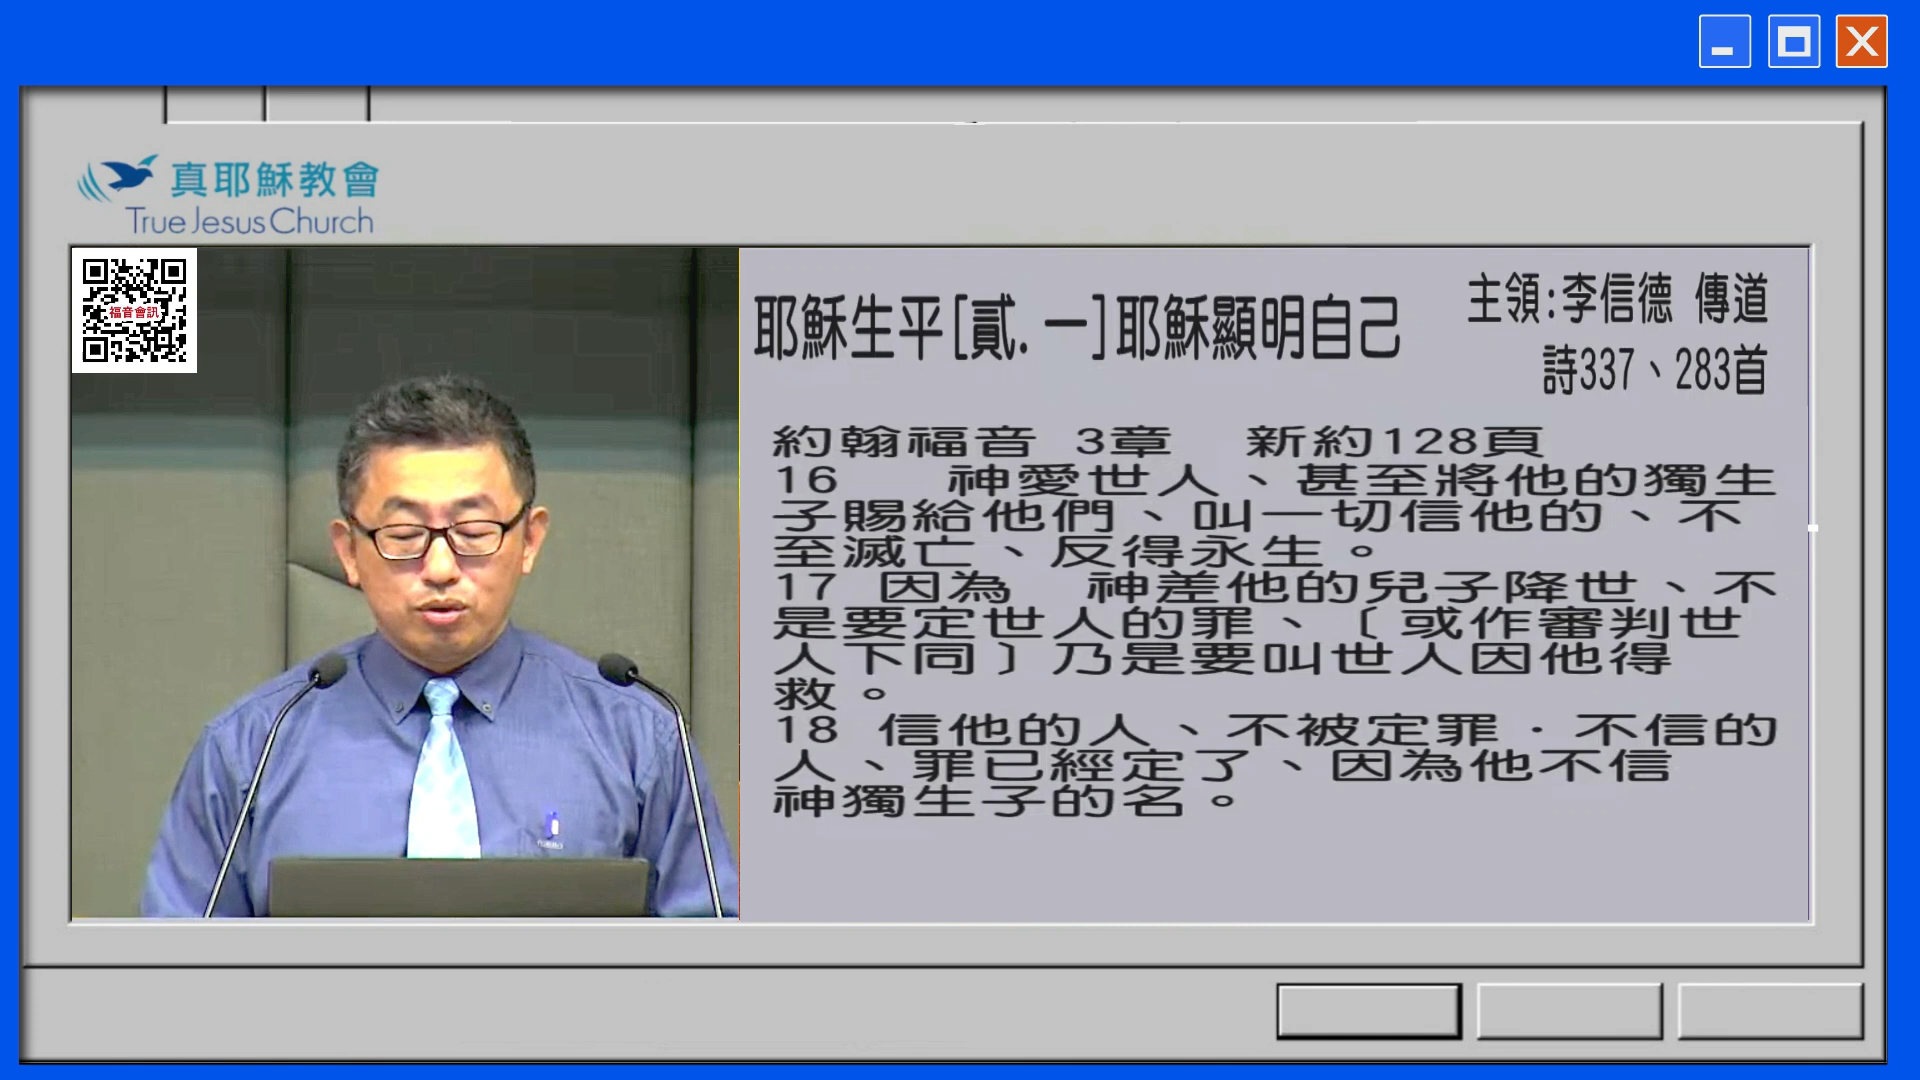 真耶穌教會
True Jesus Church
福音會訊
耶穌生平[貳.一]耶穌顯明自己
主領:李信德 傳道
詩337、283首
約翰福音 3章 新約128頁
16 神愛世人、甚至將他的獨生
子賜給他們、叫一切信他的、不
至滅亡、反得永生。
17 因為 神差他的兒子降世、不
是要定世人的罪、〔或作審判世
人下同〕乃是要叫世人因他得
救。
18 信他的人、不被定罪．不信的
人、罪已經定了、因為他不信
神獨生子的名。